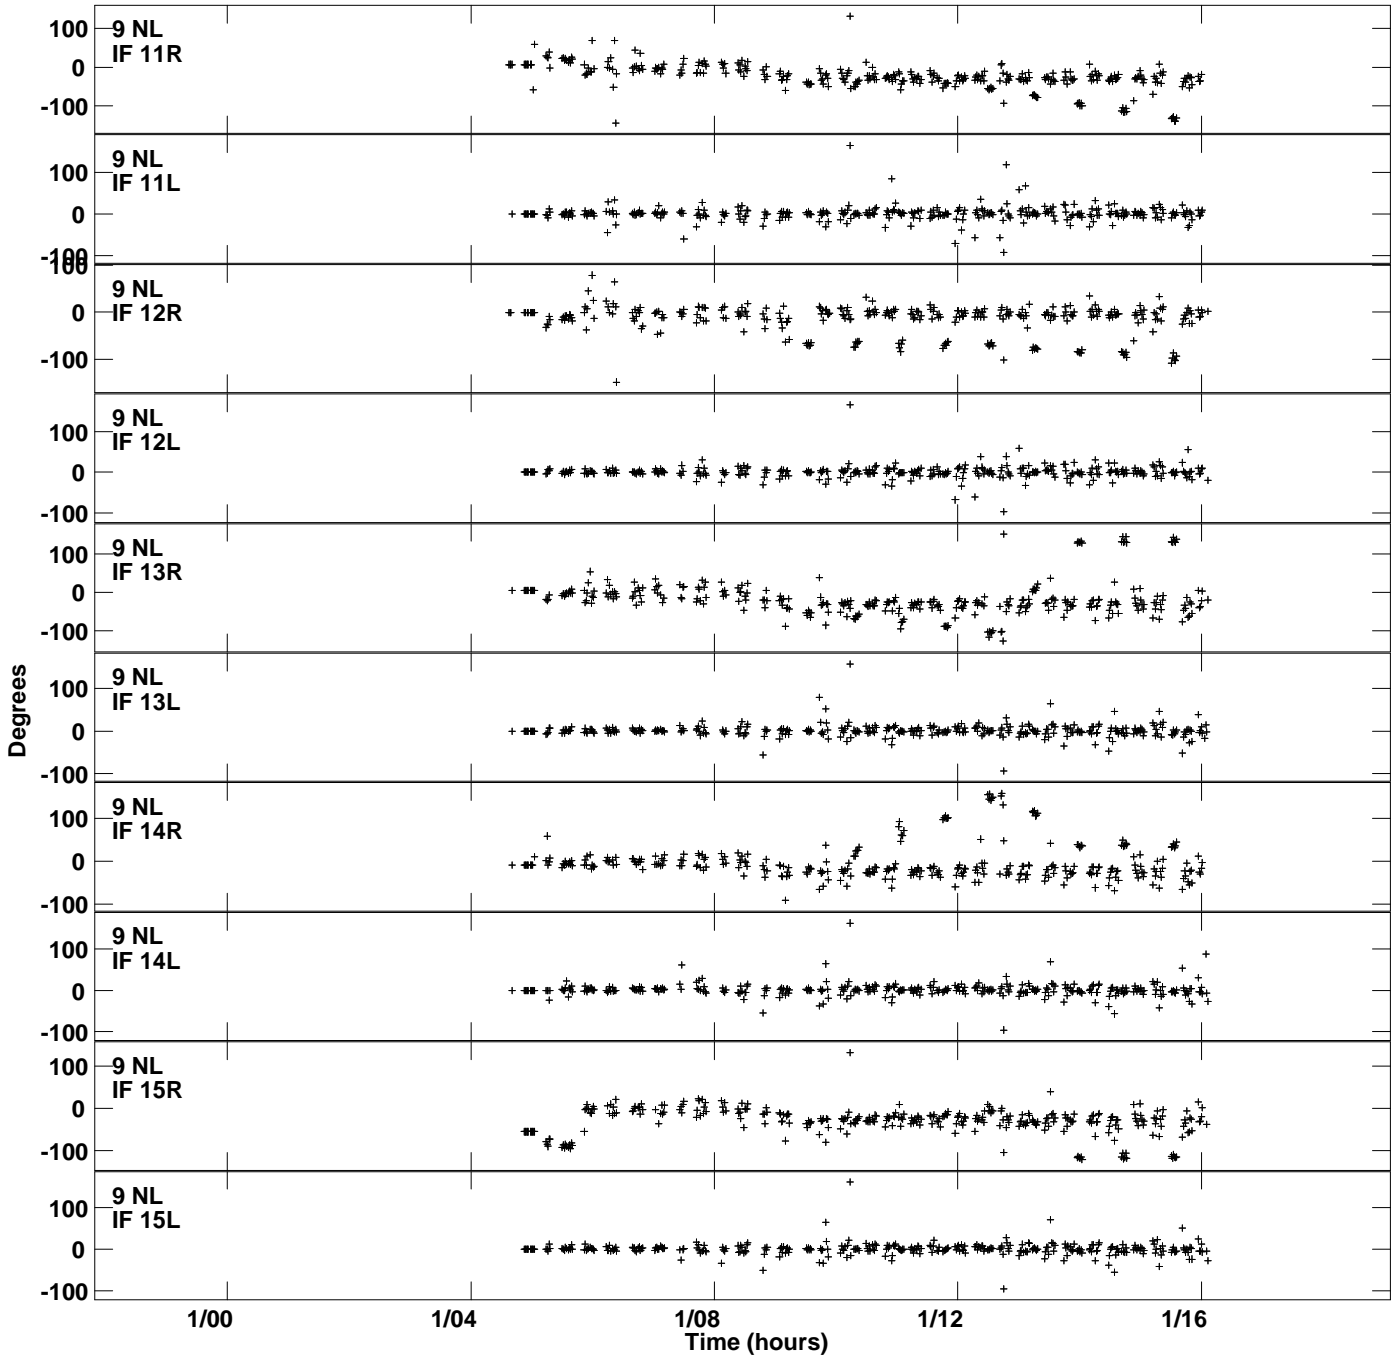 9 NL
IF 11R
100
0
-100
9 NL
IF 11L
100
0
-100
9 NL
IF 12R
100
0
-100
9 NL
IF 12L
100
0
-100
9 NL
IF 13R
100
0
-100
9 NL
IF 13L
100
0
-100
9 NL
IF 14R
100
0
-100
9 NL
IF 14L
100
0
-100
9 NL
IF 15R
100
0
-100
9 NL
IF 15L
100
0
-100
Degrees
1/00 1/04 1/08 1/12 1/16
Time (hours)